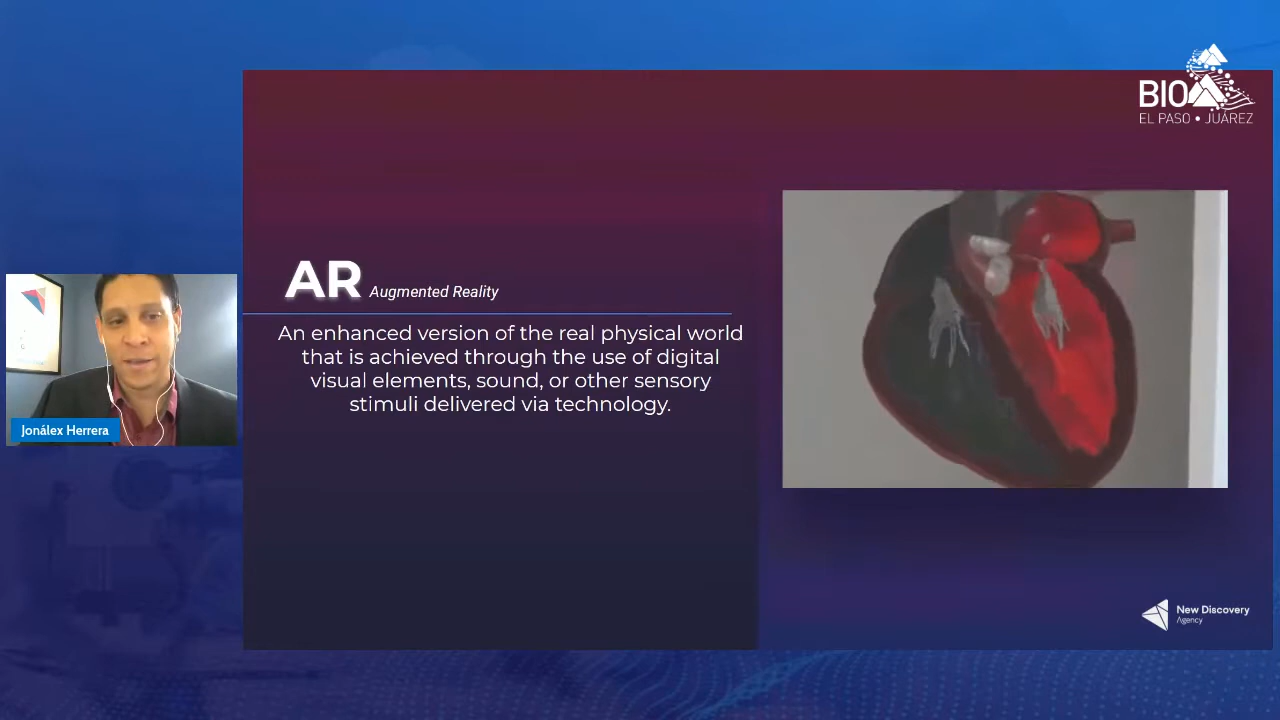 BIO
EL PASO • JUÁREZ
AR Augmented Reality
An enhanced version of the real physical world
that is achieved through the use of digital
visual elements, sound, or other sensory
stimuli delivered via technology.
Jonálex Herrera
New Discovery
Agency